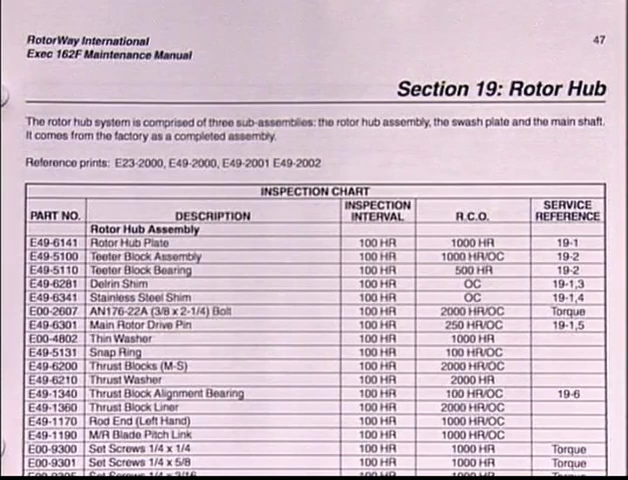 RotorWay International 47
Exec 162F Maintenance Manual
Section 19: Rotor Hub
The rotor hub system is comprised of three sub-assemblies: the rotor hub assembly, the swash plate and the main shaft.
It comes from the factory as a completed assembly.
Reference prints: E23-2000, E49-2000, E49-2001 E49-2002
INSPECTION CHART
PART NO. DESCRIPTION INSPECTION INTERVAL R.C.O. SERVICE REFERENCE
Rotor Hub Assembly
E49-6141 Rotor Hub Plate 100 HR 1000 HR 19-1
E49-5100 Teeter Block Assembly 100 HR 1000 HR/OC 19-2
E49-5110 Teeter Block Bearing 100 HR 500 HR 19-2
E49-6281 Delrin Shim 100 HR OC 19-1,3
E49-6341 Stainless Steel Shim 100 HR OC 19-1,4
E00-2607 AN176-22A (3/8 x 2-1/4) Bolt 100 HR 2000 HR/OC Torque
E49-6301 Main Rotor Drive Pin 100 HR 250 HR/OC 19-1,5
E00-4802 Thin Washer 100 HR 1000 HR
E49-5131 Snap Ring 100 HR 100 HR/OC
E49-6200 Thrust Blocks (M-S) 100 HR 2000 HR/OC
E49-6210 Thrust Washer 100 HR 2000 HR
E49-1340 Thrust Block Alignment Bearing 100 HR 100 HR/OC 19-6
E49-1360 Thrust Block Liner 100 HR 2000 HR/OC
E49-1170 Rod End (Left Hand) 100 HR 1000 HR/OC
E49-1190 M/R Blade Pitch Link 100 HR 1000 HR/OC
E00-9300 Set Screws 1/4 x 1/4 100 HR 1000 HR Torque
E00-9301 Set Screws 1/4 x 5/8 100 HR 1000 HR Torque